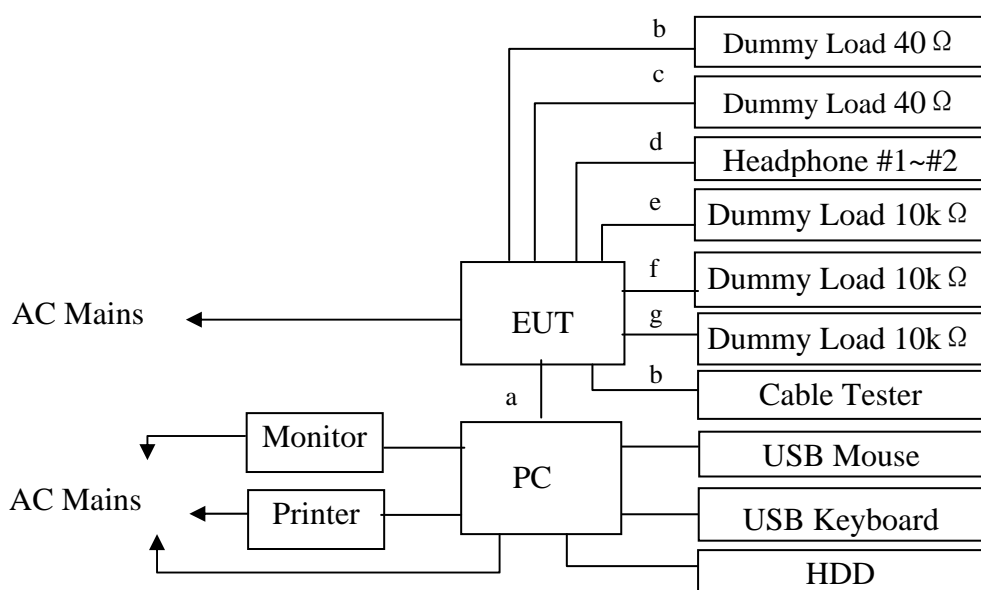 b
Dummy Load 40 Ω
c
Dummy Load 40 Ω
d
Headphone #1~#2
e
Dummy Load 10k Ω
f
Dummy Load 10k Ω
AC Mains
EUT
g
Dummy Load 10k Ω
b
Cable Tester
a
Monitor
USB Mouse
PC
AC Mains
Printer
USB Keyboard
HDD